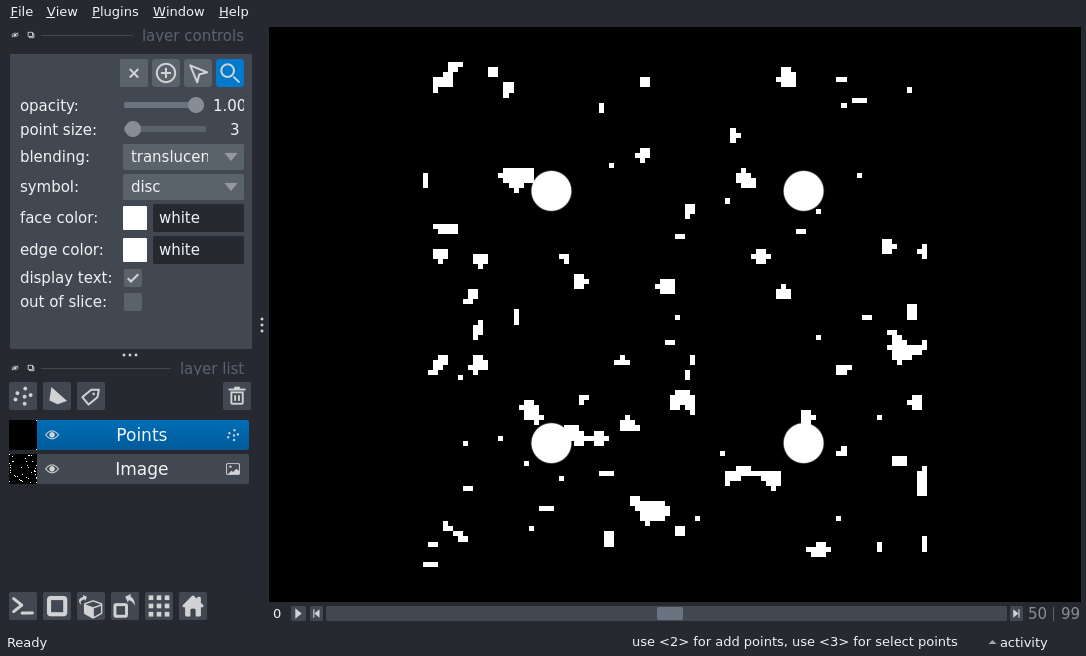 File View Plugins Window Help
layer controls
opacity: 1.00
point size: 3
blending: translucen
symbol: disc
face color: white
edge color: white
display text:
out of slice:
layer list
Points
Image
0 50 | 99
Ready use <2> for add points, use <3> for select points activity